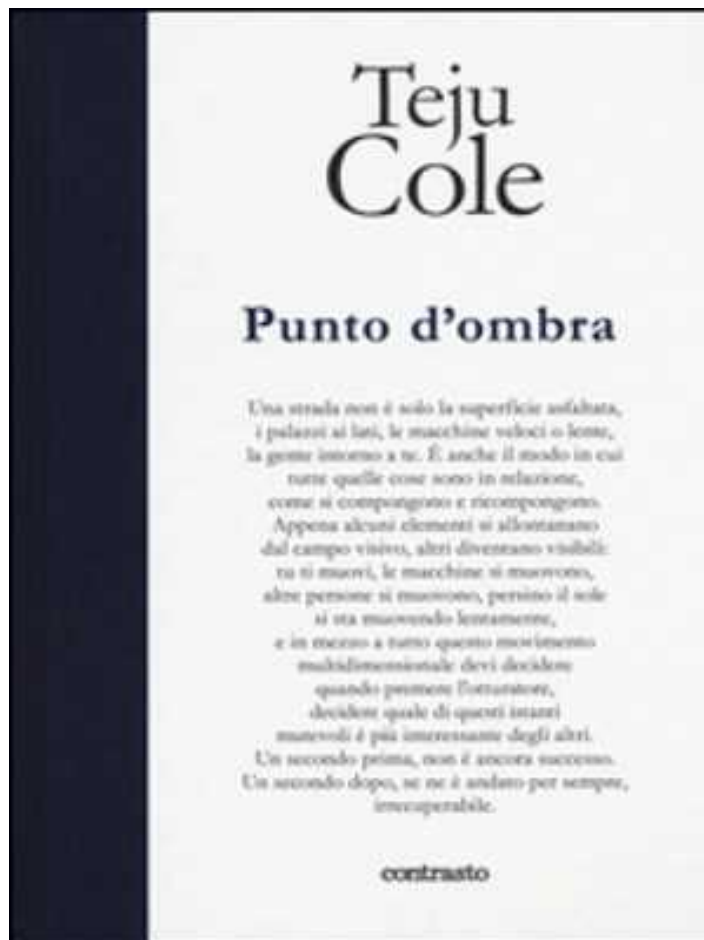 Teju
Cole
Punto d'ombra
Una strada non è solo la superficie asfaltata,
i palazzi ai lati, le macchine veloci o lente,
la gente intorno a te. È anche il modo in cui
tutte quelle cose sono in relazione,
come si compongono e ricompongono.
Appena alcuni elementi si allontanano
dal campo visivo, altri diventano visibili:
tu ti muovi, le macchine si muovono,
altre persone si muovono, persino il sole
si sta muovendo lentamente,
e in mezzo a tutto questo movimento
multidimensionale devi decidere
quando premere l'otturatore,
decidere quale di questi istanti
mutevoli è più interessante degli altri.
Un secondo prima, non è ancora successo.
Un secondo dopo, se ne è andato per sempre,
irrecuperabile.
contrasto